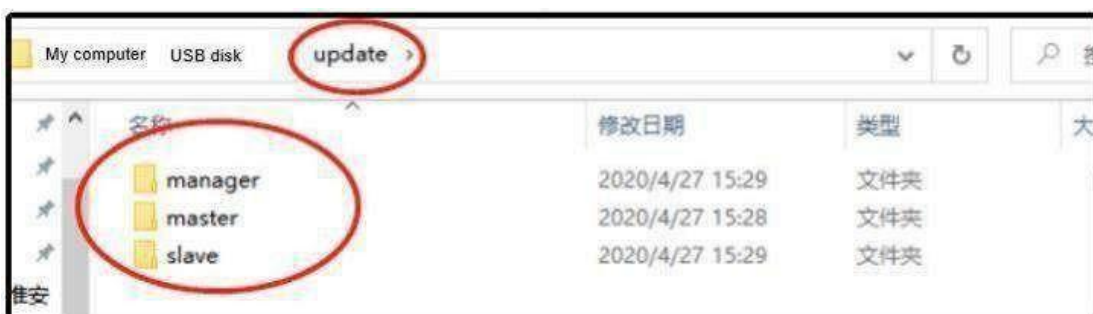 My computer USB disk update >
名称 修改日期 类型 大
manager 2020/4/27 15:29 文件夹
master 2020/4/27 15:28 文件夹
slave 2020/4/27 15:29 文件夹
淮安